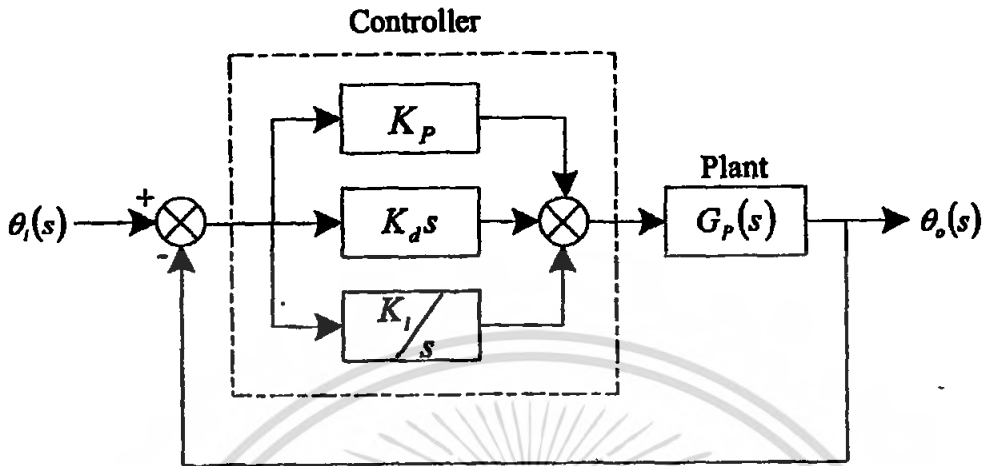 Controller
K_P
Plant
+
θ_i(s)
K_d s
G_P(s)
θ_o(s)
-
K_i/s